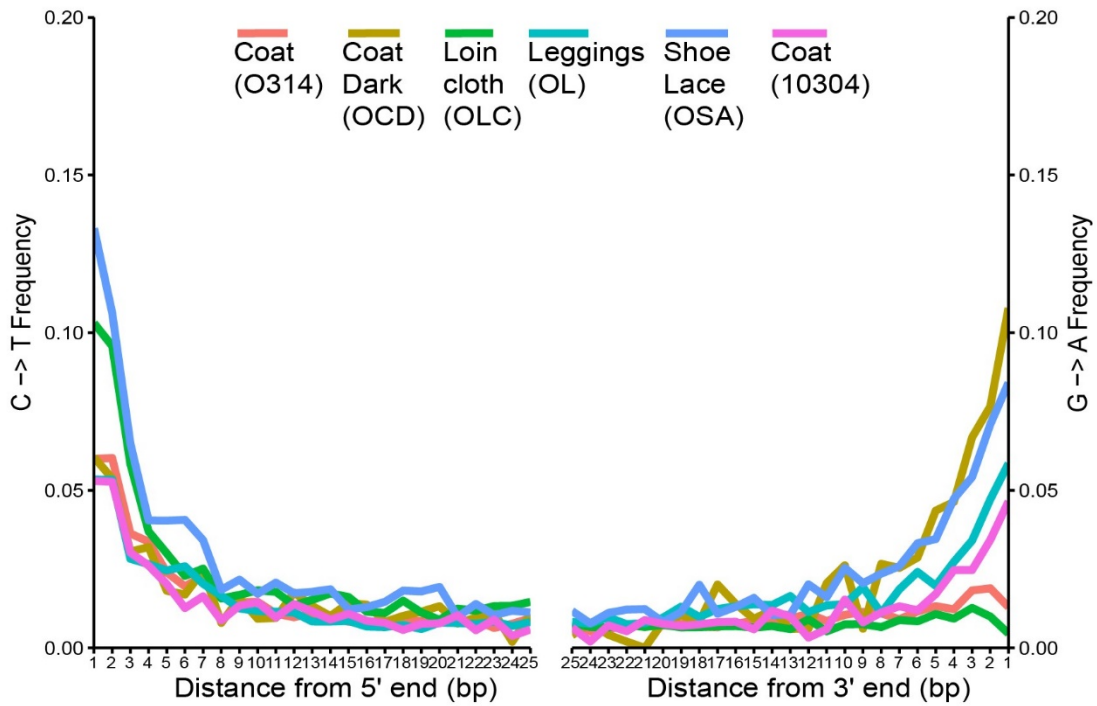 0.20
0.15
0.10
0.05
0.00
C −> T Frequency
Coat
(O314)
Coat
Dark
(OCD)
Loin
cloth
(OLC)
Leggings
(OL)
Shoe
Lace
(OSA)
Coat
(10304)
0.20
0.15
0.10
0.05
0.00
G −> A Frequency
1 2 3 4 5 6 7 8 9 10 11 12 13 14 15 16 17 18 19 20 21 22 23 24 25
25 24 23 22 21 20 19 18 17 16 15 14 13 12 11 10 9 8 7 6 5 4 3 2 1
Distance from 5' end (bp)
Distance from 3' end (bp)